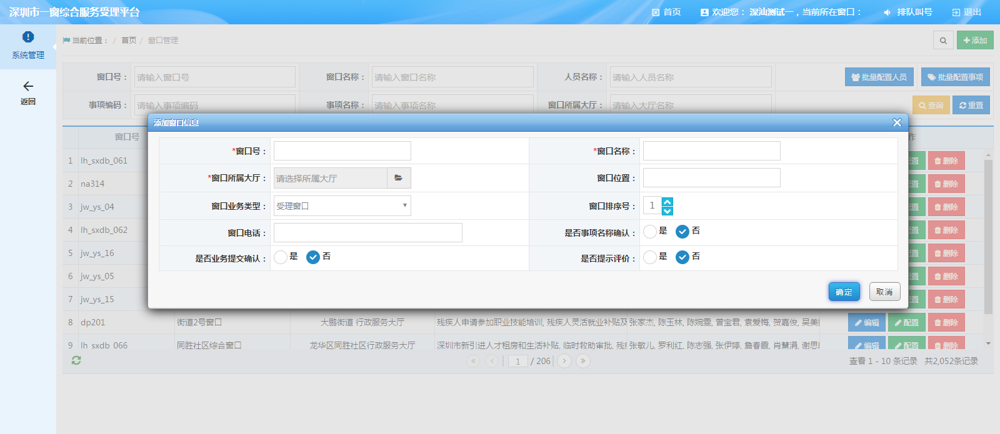 深圳市一窗综合服务受理平台
首页 欢迎您： 深汕测试一，当前所在窗口： 排队叫号 退出
系统管理
返回
当前位置： / 首页 / 窗口管理
添加
窗口号： 请输入窗口号 窗口名称： 请输入窗口名称 人员名称： 请输入人员名称 批量配置人员 批量配置事项
事项编码： 请输入事项编码 事项名称： 请输入事项名称 窗口所属大厅： 请输入大厅名称 查询 重置
添加窗口信息
*窗口号： *窗口名称：
*窗口所属大厅： 请选择所属大厅 窗口位置：
窗口业务类型： 受理窗口 窗口排序号： 1
窗口电话： 是否事项名称确认： 是 否
是否业务提交确认： 是 否 是否提示评价： 是 否
确定 取消
窗口号 作
1 lh_sxdb_061 配置 删除
2 na314 置 删除
3 jw_ys_04 置 删除
4 lh_sxdb_062 置 删除
5 jw_ys_16 置 删除
6 jw_ys_05 置 删除
7 jw_ys_15 置 删除
8 dp201 街道2号窗口 大鹏街道 行政服务大厅 残疾人申请参加职业技能培训, 残疾人灵活就业补贴及 张家杰, 陈玉林, 陈婉雯, 曾宝君, 袁爱梅, 贺嘉俊, 吴美 编辑 配置 删除
9 lh_sxdb_066 同胜社区综合窗口 龙华区同胜社区行政服务大厅 深圳市新引进人才租房和生活补贴, 临时救助审批, 残 张敏儿, 罗利红, 陈志强, 张伊婷, 詹春霞, 肖慧涓, 谢思 编辑 配置 删除
1 / 206
查看 1 - 10 条记录 共2,052条记录